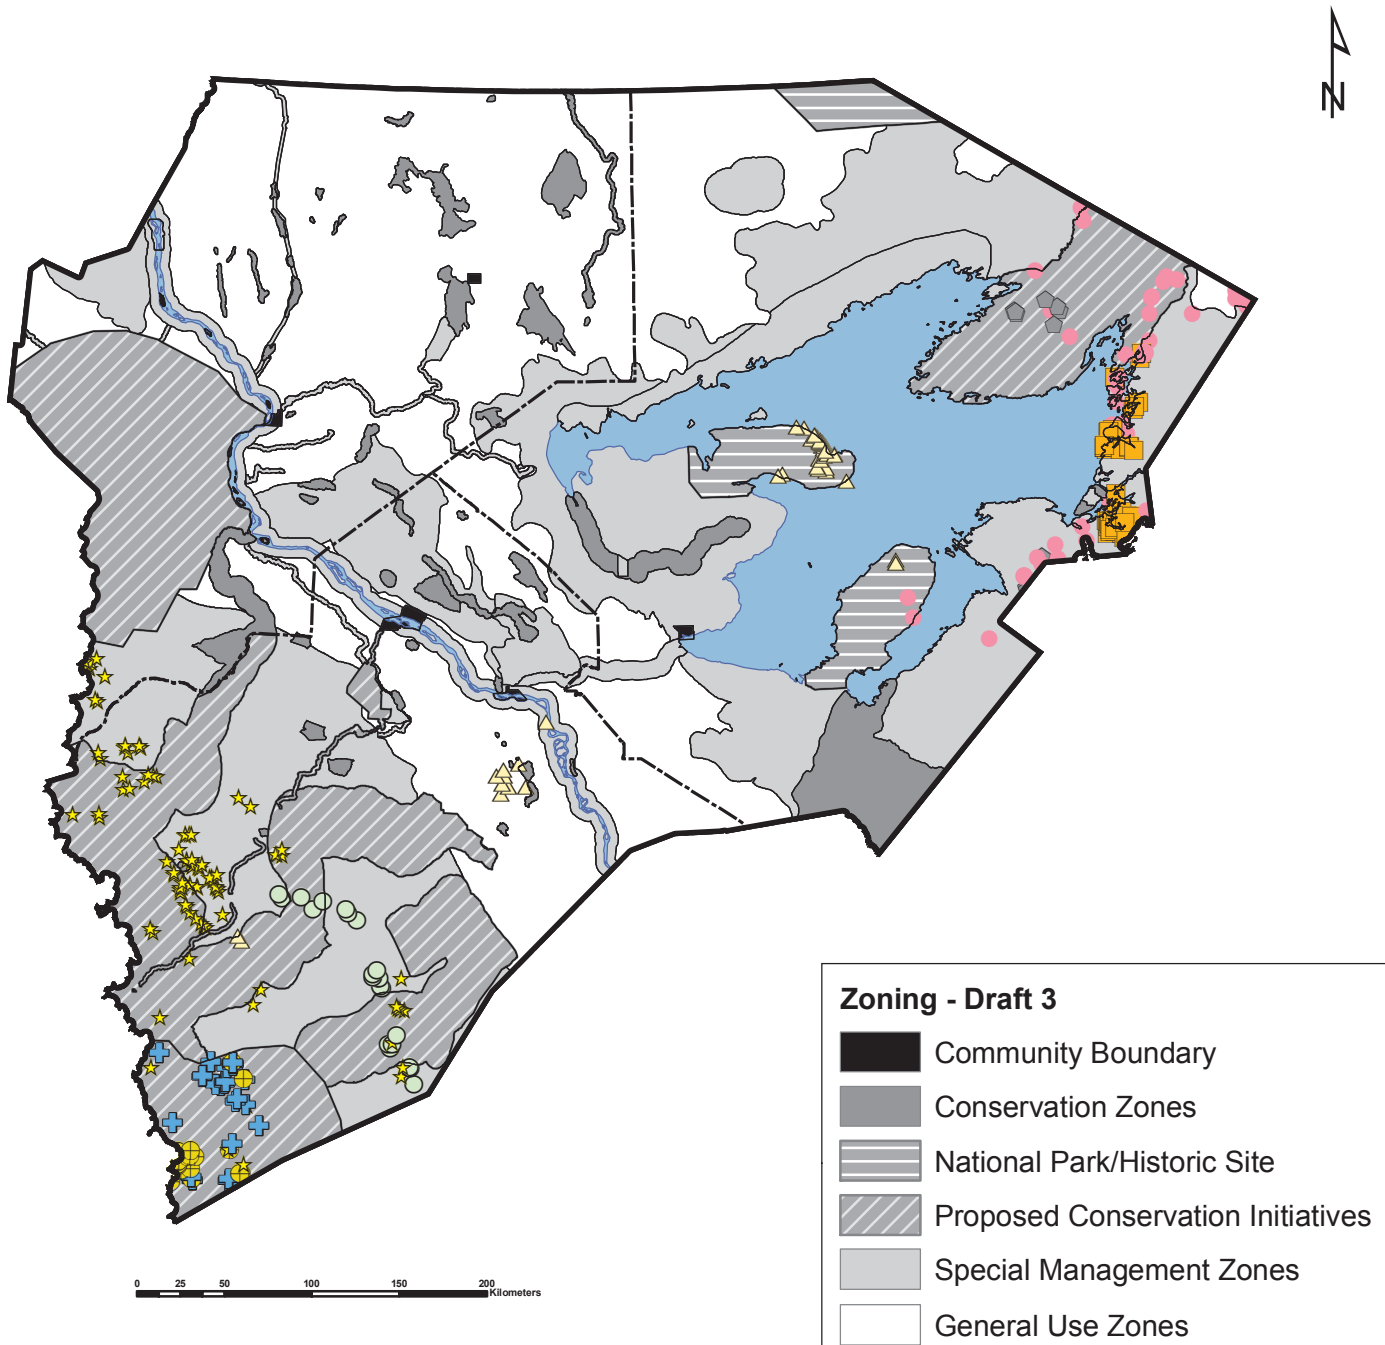 N
Zoning - Draft 3
Community Boundary
Conservation Zones
National Park/Historic Site
Proposed Conservation Initiatives
Special Management Zones
General Use Zones
0 25 50 100 150 200
Kilometers